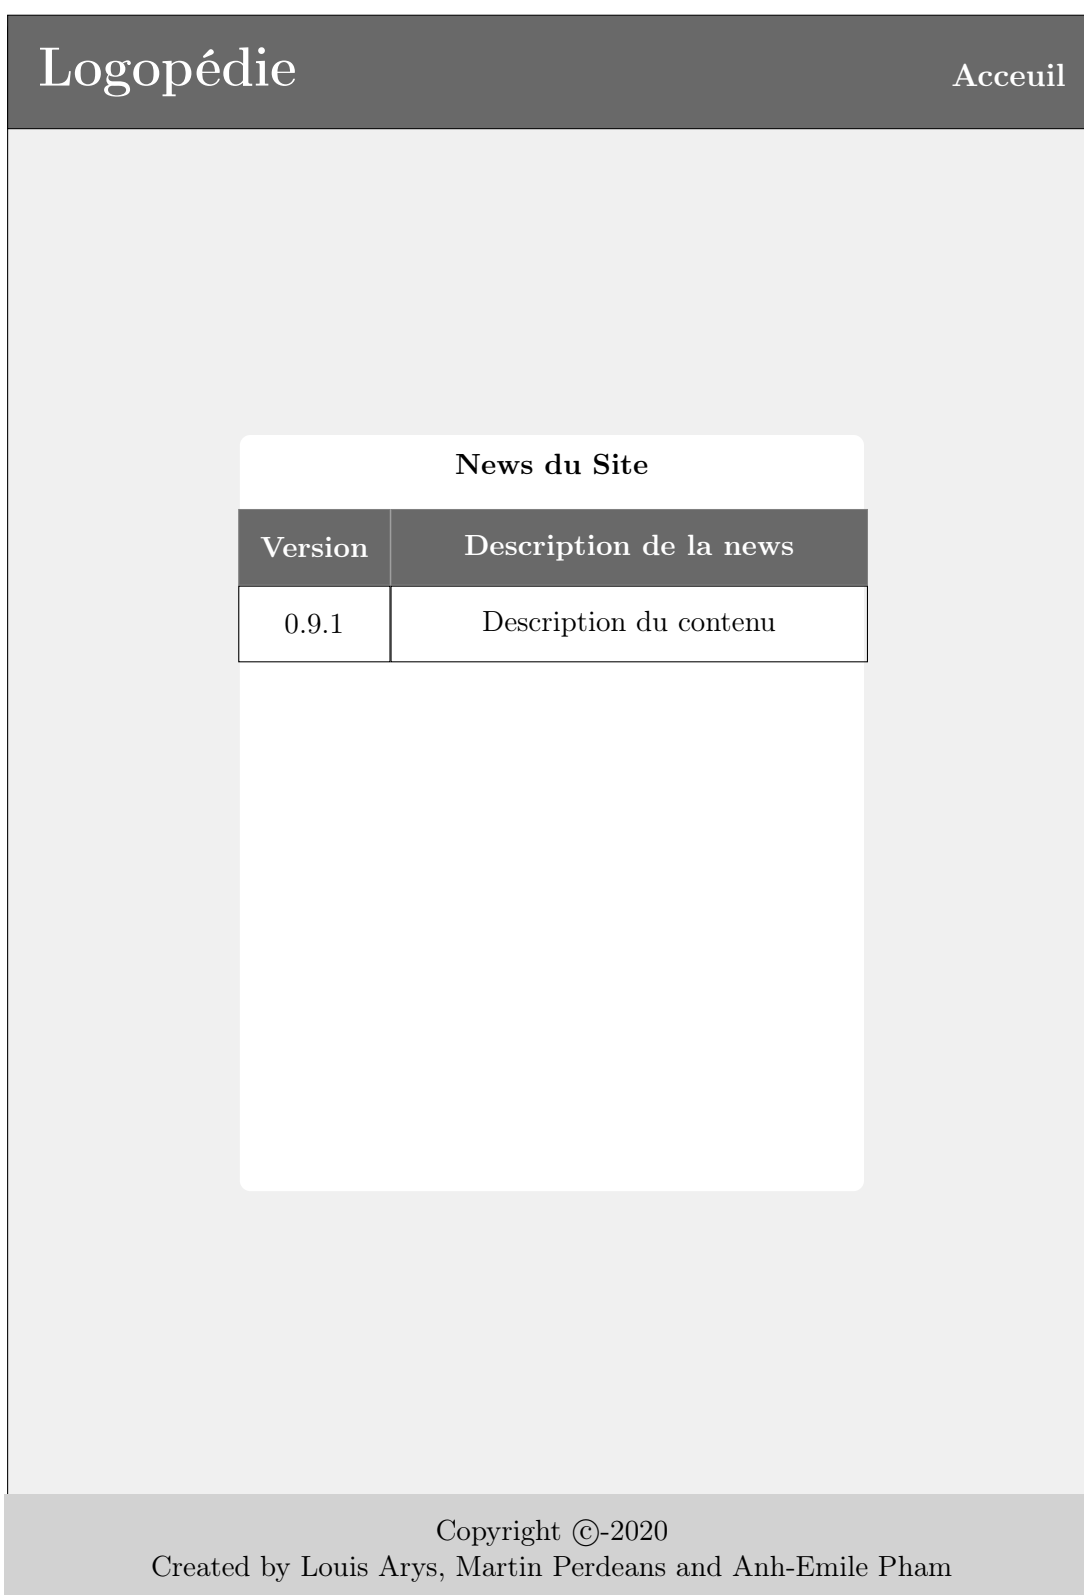 Logopédie
Acceuil
News du Site
Version
Description de la news
0.9.1
Description du contenu
Copyright ©-2020
Created by Louis Arys, Martin Perdeans and Anh-Emile Pham